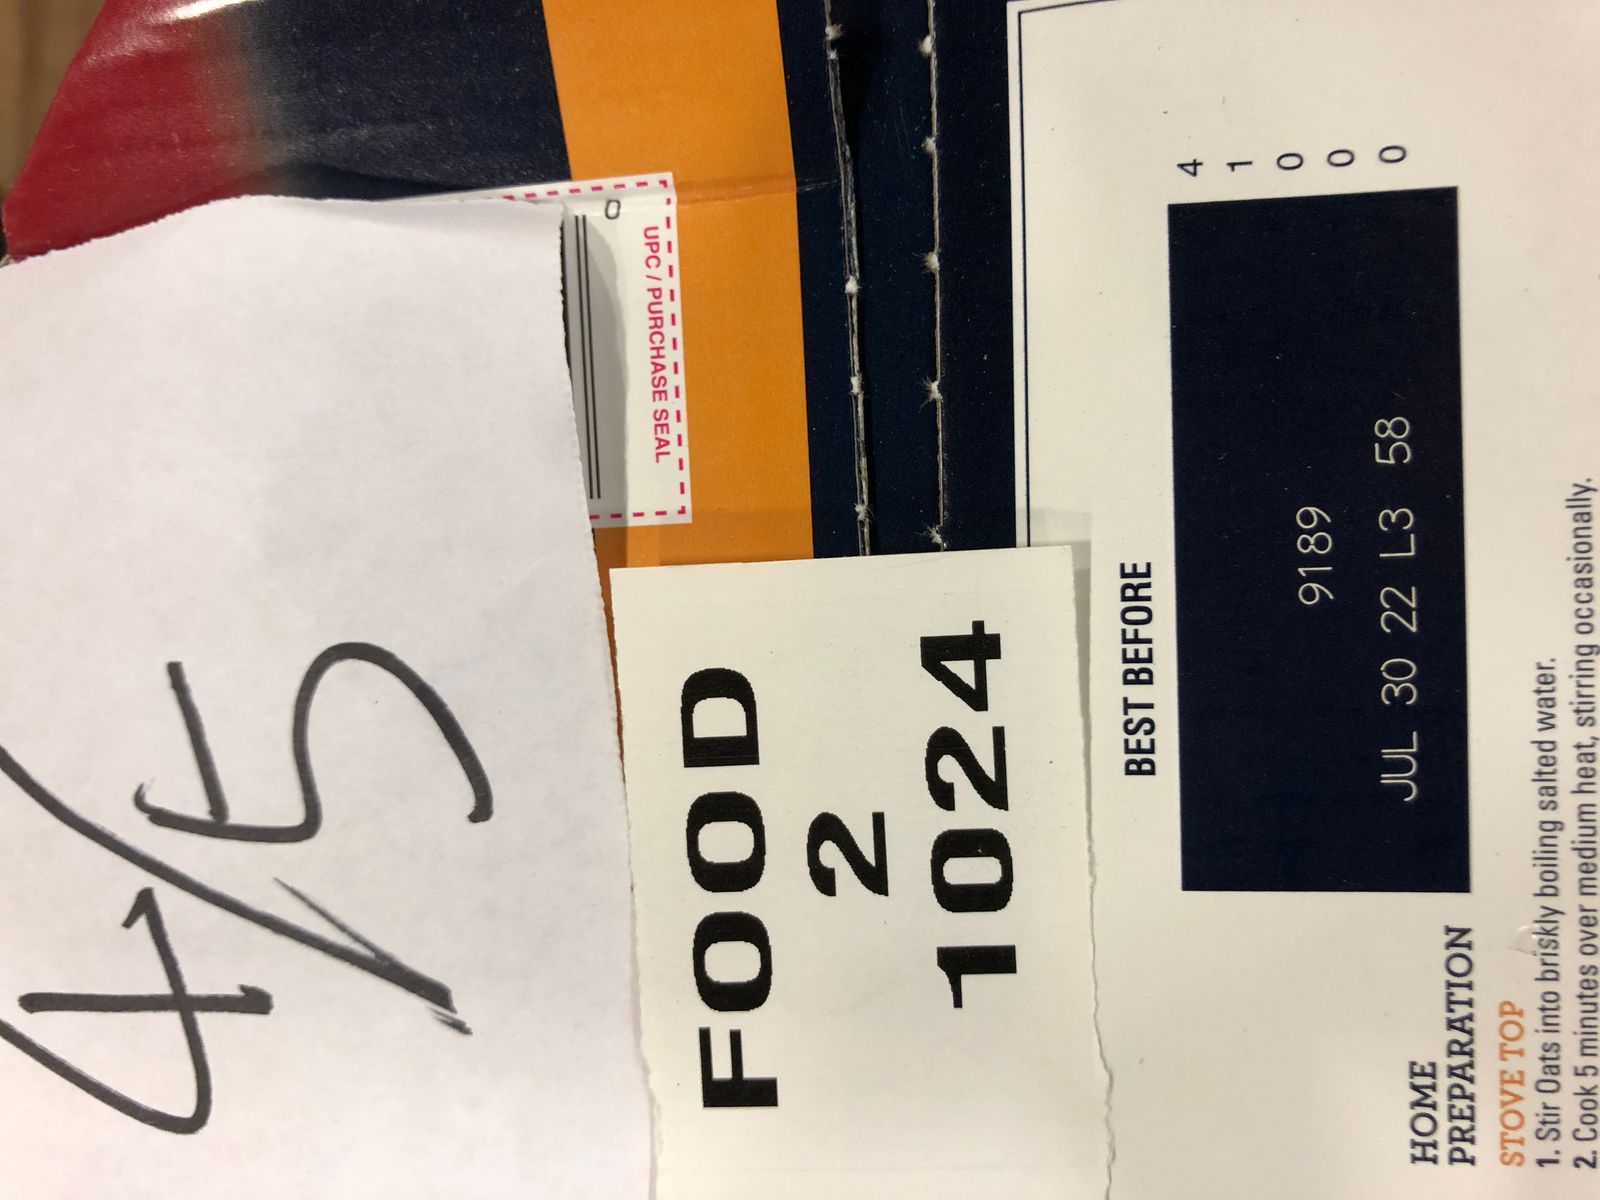 4/5
0
UPC / PURCHASE SEAL
FOOD
2
1024
BEST BEFORE
4
1
0
0
0
9189
JUL 30 22 L3 58
HOME
PREPARATION
STOVE TOP
1. Stir Oats into briskly boiling salted water.
2. Cook 5 minutes over medium heat, stirring occasionally.